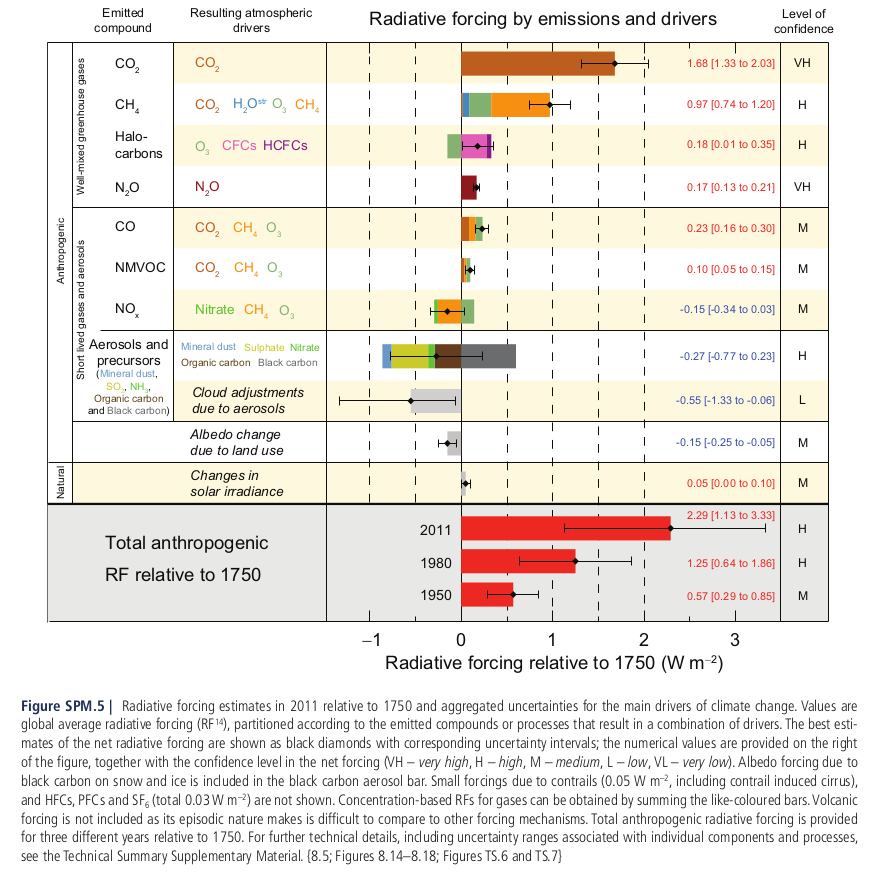 Emitted compound
Resulting atmospheric drivers
Radiative forcing by emissions and drivers
Level of confidence
Anthropogenic
Well-mixed greenhouse gases
CO2
CO2
1.68 [1.33 to 2.03]
VH
CH4
CO2 H2Ostr O3 CH4
0.97 [0.74 to 1.20]
H
Halo-
carbons
O3 CFCs HCFCs
0.18 [0.01 to 0.35]
H
N2O
N2O
0.17 [0.13 to 0.21]
VH
Short lived gases and aerosols
CO
CO2 CH4 O3
0.23 [0.16 to 0.30]
M
NMVOC
CO2 CH4 O3
0.10 [0.05 to 0.15]
M
NOx
Nitrate CH4 O3
-0.15 [-0.34 to 0.03]
M
Aerosols and
precursors
(Mineral dust,
SO2, NH3,
Organic carbon
and Black carbon)
Mineral dust Sulphate Nitrate
Organic carbon Black carbon
-0.27 [-0.77 to 0.23]
H
Cloud adjustments
due to aerosols
-0.55 [-1.33 to -0.06]
L
Albedo change
due to land use
-0.15 [-0.25 to -0.05]
M
Natural
Changes in
solar irradiance
0.05 [0.00 to 0.10]
M
Total anthropogenic
RF relative to 1750
2011
2.29 [1.13 to 3.33]
H
1980
1.25 [0.64 to 1.86]
H
1950
0.57 [0.29 to 0.85]
M
−1 0 1 2 3
Radiative forcing relative to 1750 (W m−2)
Figure SPM.5 | Radiative forcing estimates in 2011 relative to 1750 and aggregated uncertainties for the main drivers of climate change. Values are
global average radiative forcing (RF14), partitioned according to the emitted compounds or processes that result in a combination of drivers. The best esti-
mates of the net radiative forcing are shown as black diamonds with corresponding uncertainty intervals; the numerical values are provided on the right
of the figure, together with the confidence level in the net forcing (VH – very high, H – high, M – medium, L – low, VL – very low). Albedo forcing due to
black carbon on snow and ice is included in the black carbon aerosol bar. Small forcings due to contrails (0.05 W m–2, including contrail induced cirrus),
and HFCs, PFCs and SF6 (total 0.03 W m–2) are not shown. Concentration-based RFs for gases can be obtained by summing the like-coloured bars. Volcanic
forcing is not included as its episodic nature makes is difficult to compare to other forcing mechanisms. Total anthropogenic radiative forcing is provided
for three different years relative to 1750. For further technical details, including uncertainty ranges associated with individual components and processes,
see the Technical Summary Supplementary Material. {8.5; Figures 8.14–8.18; Figures TS.6 and TS.7}